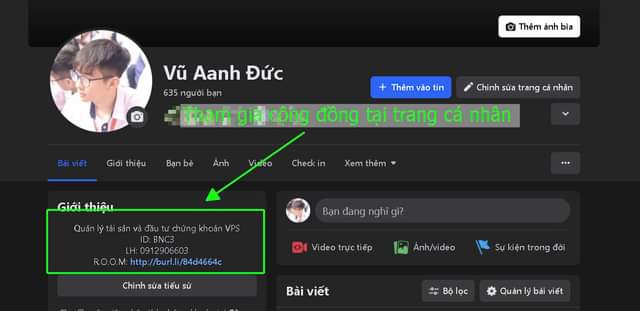 Thêm ảnh bìa
Vũ Aanh Đức
635 người bạn
Thêm vào tin
Chỉnh sửa trang cá nhân
Tham gia cộng đồng tại trang cá nhân
Bài viết
Giới thiệu
Bạn bè
Ảnh
Video
Check in
Xem thêm
Giới thiệu
Quản lý tài sản và đầu tư chứng khoán VPS
ID: BNC3
LH: 0912906603
R.O.O.M: http://burl.li/84d4664c
Chỉnh sửa tiểu sử
Bạn đang nghĩ gì?
Video trực tiếp
Ảnh/video
Sự kiện trong đời
Bài viết
Bộ lọc
Quản lý bài viết